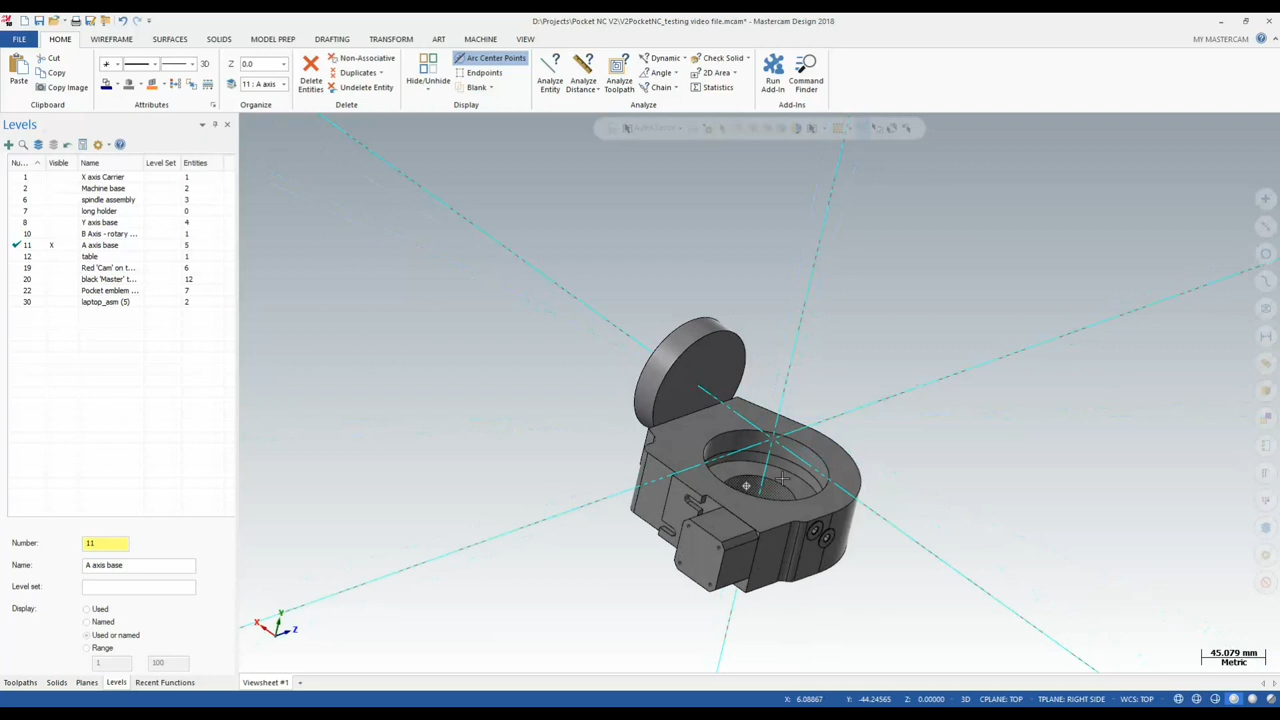 D:\Projects\Pocket NC V2\V2PocketNC_testing video file.mcam* - Mastercam Design 2018
FILE HOME WIREFRAME SURFACES SOLIDS MODEL PREP DRAFTING TRANSFORM ART MACHINE VIEW MY MASTERCAM
Paste
Cut
Copy
Copy Image
Clipboard
3D
Attributes
Z 0.0
11 : A axis
Organize
Delete Entities
Non-Associative
Duplicates
Undelete Entity
Delete
Hide/Unhide
Arc Center Points
Endpoints
Blank
Display
Analyze Entity
Analyze Distance
Analyze Toolpath
Dynamic
Angle
Chain
Check Solid
2D Area
Statistics
Analyze
Run Add-In
Command Finder
Add-Ins
Levels
Nu... Visible Name Level Set Entities
1 X axis Carrier 1
2 Machine base 2
6 spindle assembly 3
7 long holder 0
8 Y axis base 4
10 B Axis - rotary ... 1
11 X A axis base 5
12 table 1
19 Red 'Cam' on t... 6
20 black 'Master' t... 12
22 Pocket emblem ... 7
30 laptop_asm (5) 2
Number: 11
Name: A axis base
Level set:
Display: Used
Named
Used or named
Range
1 100
Toolpaths Solids Planes Levels Recent Functions
AutoCursor
X
Y
Z
45.079 mm
Metric
Viewsheet #1 +
X: 6.08867 Y: -44.24565 Z: 0.00000 3D CPLANE: TOP TPLANE: RIGHT SIDE WCS: TOP